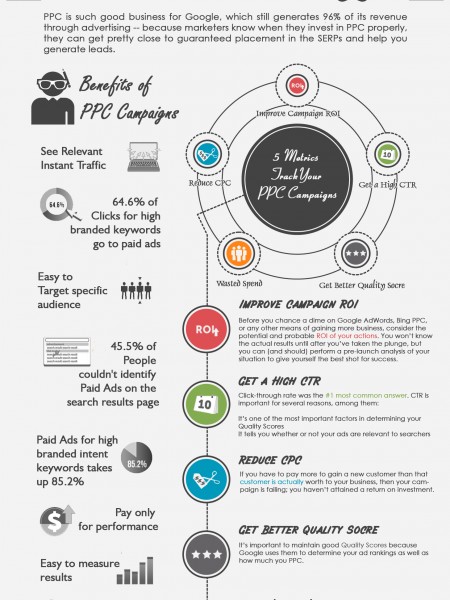 PPC is such good business for Google, which still generates 96% of its revenue
through advertising -- because marketers know when they invest in PPC properly,
they can get pretty close to guaranteed placement in the SERPs and help you
generate leads.
Benefits of
PPC Campaigns
See Relevant
Instant Traffic
64.6%
64.6% of
Clicks for high
branded keywords
go to paid ads
Easy to
Target specific
audience
45.5% of
People
couldn't identify
Paid Ads on the
search results page
Paid Ads for high
branded intent
keywords takes
up 85.2%
85.2%
Pay only
for performance
Easy to measure
results
ROI
Improve Campaign ROI
Reduce CPC
10
Get a High CTR
5 Metrics
Track Your
PPC Campaigns
Wasted Spend
Get Better Quality Socre
IMPROVE CAMPAIGN ROI
ROI
Before you chance a dime on Google AdWords, Bing PPC,
or any other means of gaining more business, consider the
potential and probable ROI of your actions. You won't know
the actual results until after you've taken the plunge, but
you can (and should) perform a pre-launch analysis of your
situation to give yourself the best shot for success.
GET A HIGH CTR
10
Click-through rate was the #1 most common answer. CTR is
important for several reasons, among them:
It's one of the most important factors in determining your
Quality Scores
It tells you whether or not your ads are relevant to searchers
REDUCE CPC
If you have to pay more to gain a new customer than that
customer is actually worth to your business, then your cam-
paign is failing; you haven't attained a return on investment.
GET BETTER QUALITY SOCRE
It's important to maintain good Quality Scores because
Google uses them to determine your ad rankings as well as
how much you PPC.